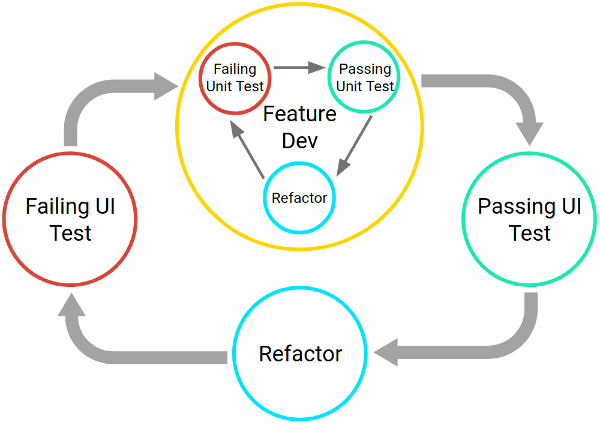 Failing
Unit Test
Passing
Unit Test
Feature
Dev
Refactor
Failing UI
Test
Passing UI
Test
Refactor